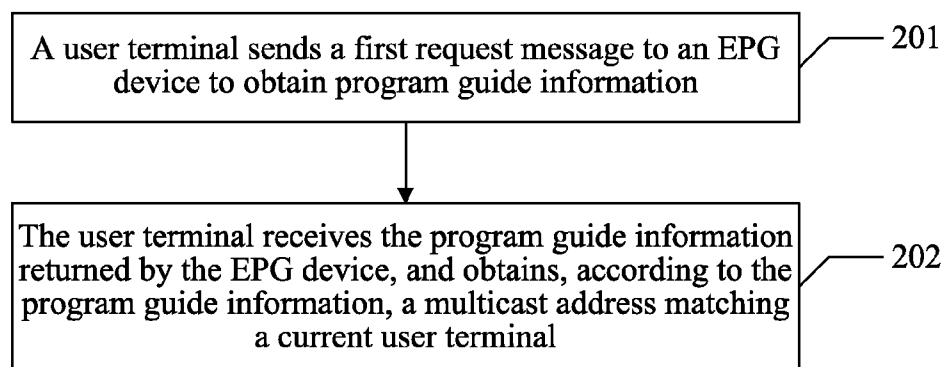 A user terminal sends a first request message to an EPG
device to obtain program guide information
201
The user terminal receives the program guide information
returned by the EPG device, and obtains, according to the
program guide information, a multicast address matching
a current user terminal
202